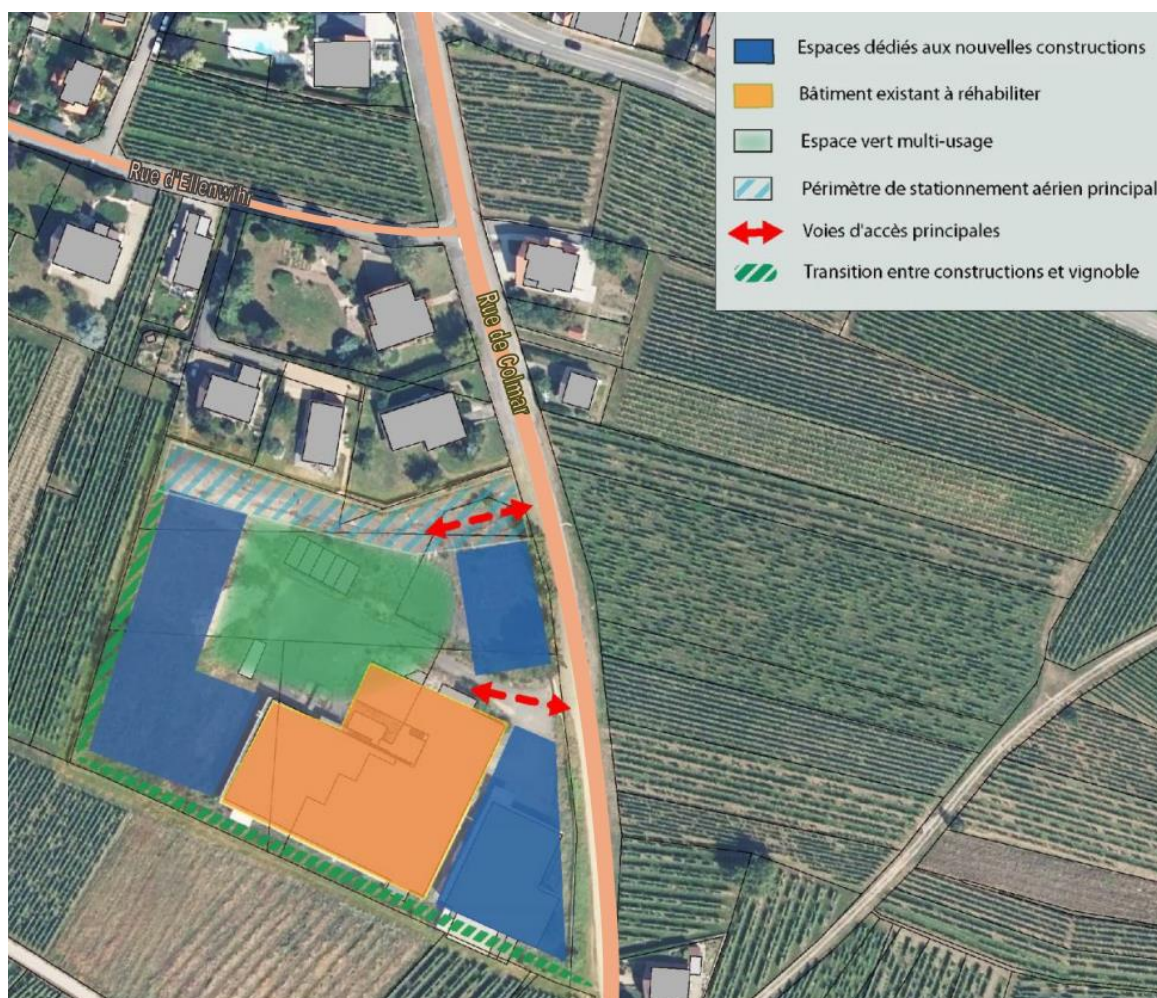 Espaces dédiés aux nouvelles constructions
Bâtiment existant à réhabiliter
Espace vert multi-usage
Périmètre de stationnement aérien principal
Voies d'accès principales
Transition entre constructions et vignoble
Rue d'Ellenwihr
Rue de Colmar